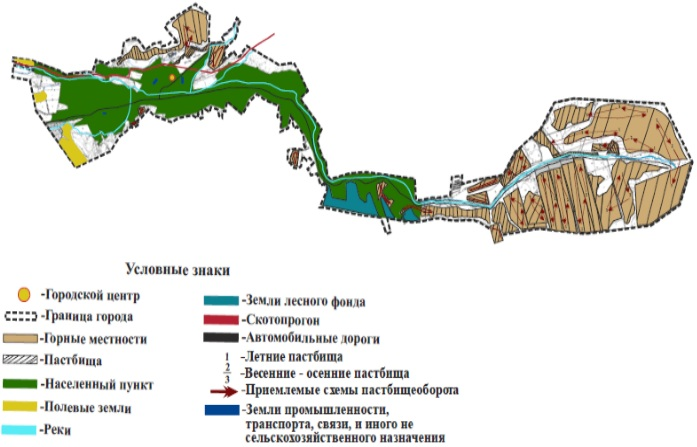 Условные знаки
-Городской центр
-Граница города
-Горные местности
-Пастбища
-Населенный пункт
-Полевые земли
-Реки
-Земли лесного фонда
-Скотопрогон
-Автомобильные дороги
1 -Летние пастбища
2/3 -Весенние - осенние пастбища
-Приемлемые схемы пастбищеоборота
-Земли промышленности,
транспорта, связи, и иного не
сельскохозяйственного назначения